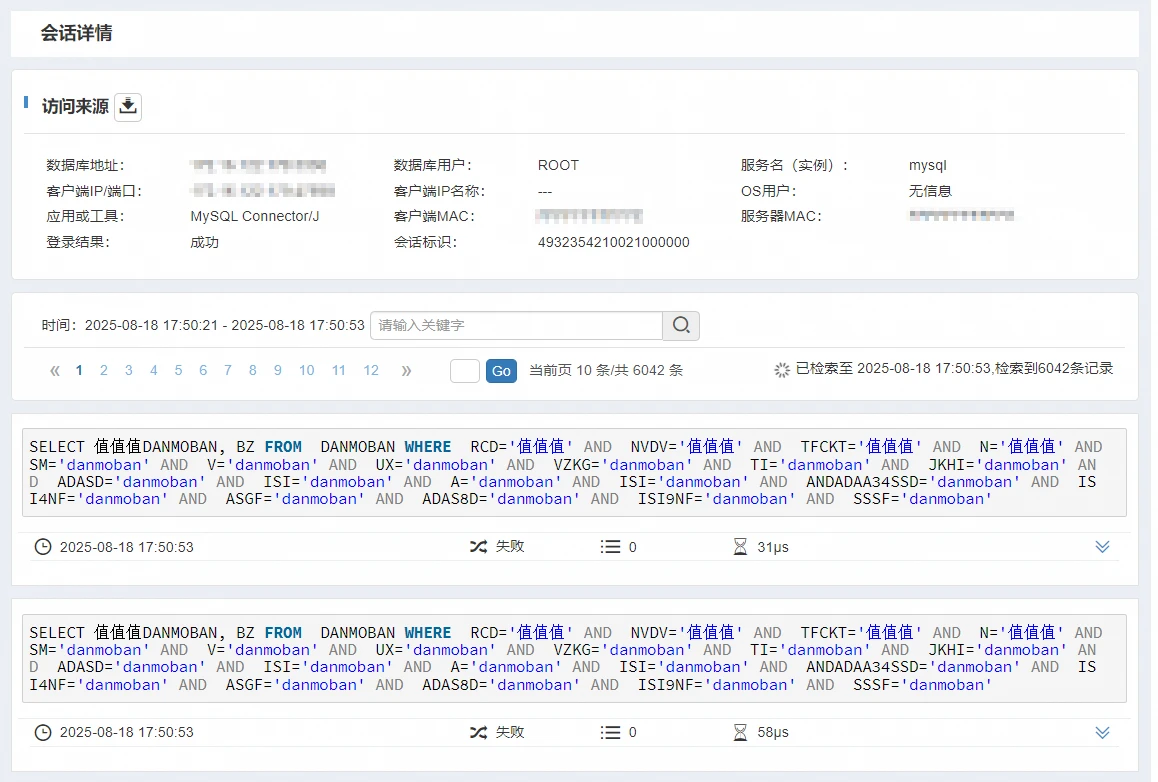 会话详情
访问来源
数据库地址: 数据库用户: ROOT 服务名（实例）: mysql
客户端IP/端口: 客户端IP名称: --- OS用户: 无信息
应用或工具: MySQL Connector/J 客户端MAC: 服务器MAC:
登录结果: 成功 会话标识: 4932354210021000000
时间: 2025-08-18 17:50:21 - 2025-08-18 17:50:53 请输入关键字
« 1 2 3 4 5 6 7 8 9 10 11 12 » Go 当前页 10 条/共 6042 条 已检索至 2025-08-18 17:50:53,检索到6042条记录
SELECT 值值值DANMOBAN, BZ FROM DANMOBAN WHERE RCD='值值值' AND NVDV='值值值' AND TFCKT='值值值' AND N='值值值' AND
SM='danmoban' AND V='danmoban' AND UX='danmoban' AND VZKG='danmoban' AND TI='danmoban' AND JKHI='danmoban' AN
D ADASD='danmoban' AND ISI='danmoban' AND A='danmoban' AND ISI='danmoban' AND ANDADAA34SSD='danmoban' AND IS
I4NF='danmoban' AND ASGF='danmoban' AND ADAS8D='danmoban' AND ISI9NF='danmoban' AND SSSF='danmoban'
2025-08-18 17:50:53 失败 0 31μs
SELECT 值值值DANMOBAN, BZ FROM DANMOBAN WHERE RCD='值值值' AND NVDV='值值值' AND TFCKT='值值值' AND N='值值值' AND
SM='danmoban' AND V='danmoban' AND UX='danmoban' AND VZKG='danmoban' AND TI='danmoban' AND JKHI='danmoban' AN
D ADASD='danmoban' AND ISI='danmoban' AND A='danmoban' AND ISI='danmoban' AND ANDADAA34SSD='danmoban' AND IS
I4NF='danmoban' AND ASGF='danmoban' AND ADAS8D='danmoban' AND ISI9NF='danmoban' AND SSSF='danmoban'
2025-08-18 17:50:53 失败 0 58μs